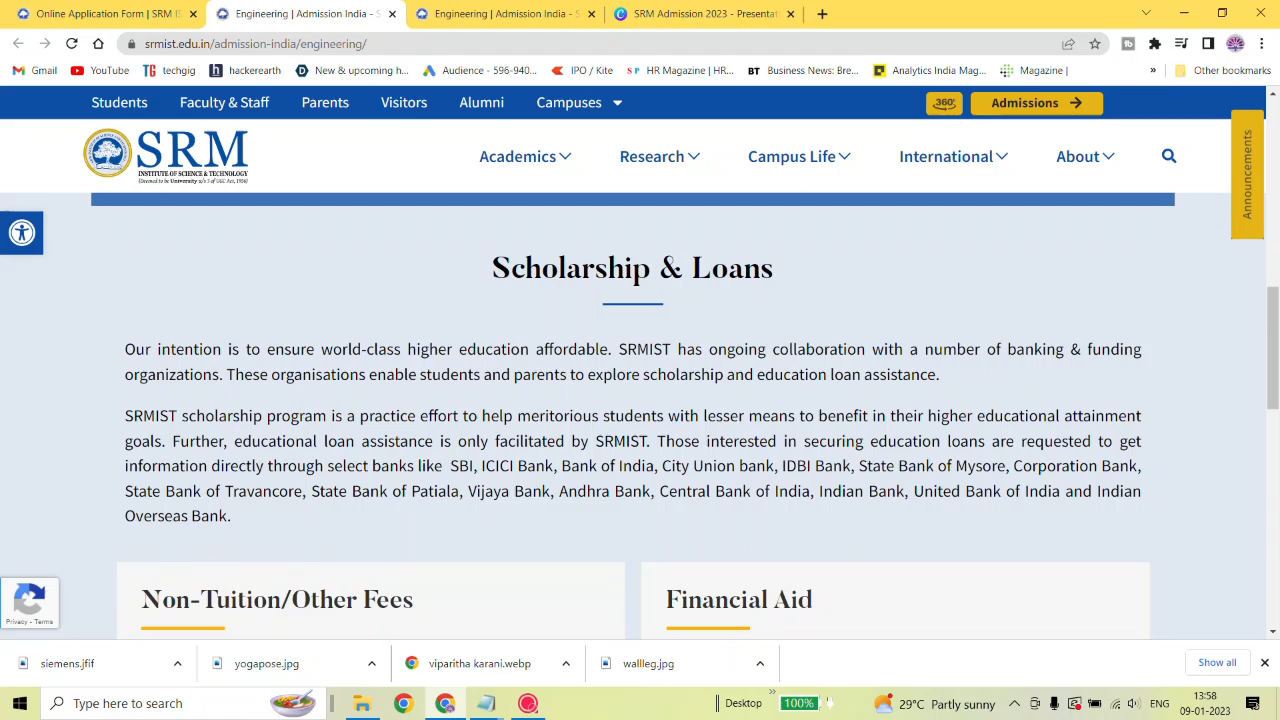 Online Application Form | SRM IS
Engineering | Admission India - S
Engineering | Admission India - S
SRM Admission 2023 - Presentat
srmist.edu.in/admission-india/engineering/
Gmail
YouTube
techgig
hackerearth
New & upcoming h...
Audience - 596-940...
IPO / Kite
HR Magazine | HR...
Business News: Bre...
Analytics India Mag...
Magazine |
Other bookmarks
Students
Faculty & Staff
Parents
Visitors
Alumni
Campuses
360°
Admissions
SRM
INSTITUTE OF SCIENCE & TECHNOLOGY
(Deemed to be University u/s 3 of UGC Act, 1956)
Academics
Research
Campus Life
International
About
Announcements
Scholarship & Loans
Our intention is to ensure world-class higher education affordable. SRMIST has ongoing collaboration with a number of banking & funding
organizations. These organisations enable students and parents to explore scholarship and education loan assistance.
SRMIST scholarship program is a practice effort to help meritorious students with lesser means to benefit in their higher educational attainment
goals. Further, educational loan assistance is only facilitated by SRMIST. Those interested in securing education loans are requested to get
information directly through select banks like SBI, ICICI Bank, Bank of India, City Union bank, IDBI Bank, State Bank of Mysore, Corporation Bank,
State Bank of Travancore, State Bank of Patiala, Vijaya Bank, Andhra Bank, Central Bank of India, Indian Bank, United Bank of India and Indian
Overseas Bank.
Non-Tuition/Other Fees
Financial Aid
Privacy - Terms
siemens.jfif
yogapose.jpg
viparitha karani.webp
wallleg.jpg
Show all
Type here to search
Desktop
100%
29°C Partly sunny
ENG
13:58
09-01-2023